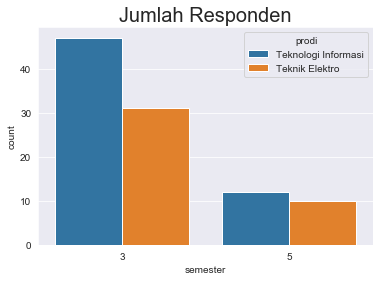 Jumlah Responden
prodi
Teknologi Informasi
Teknik Elektro
count
40
30
20
10
0
3
5
semester